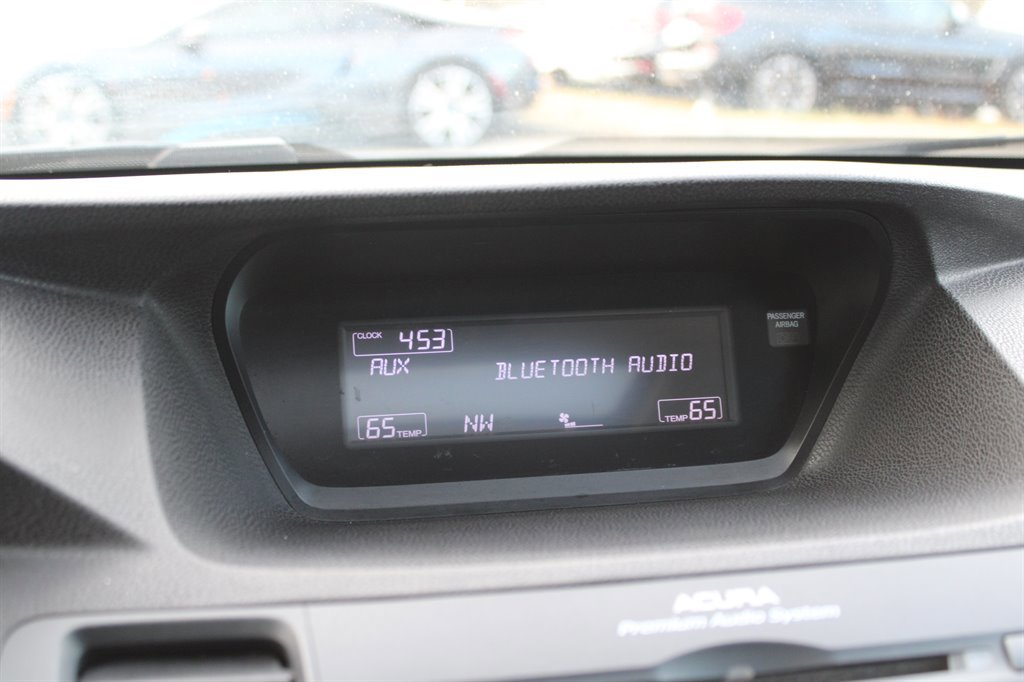 CLOCK 453
PASSENGER
AIRBAG
AUX
BLUETOOTH AUDIO
65 TEMP
NW
TEMP 65
ACURA
Premium Audio System